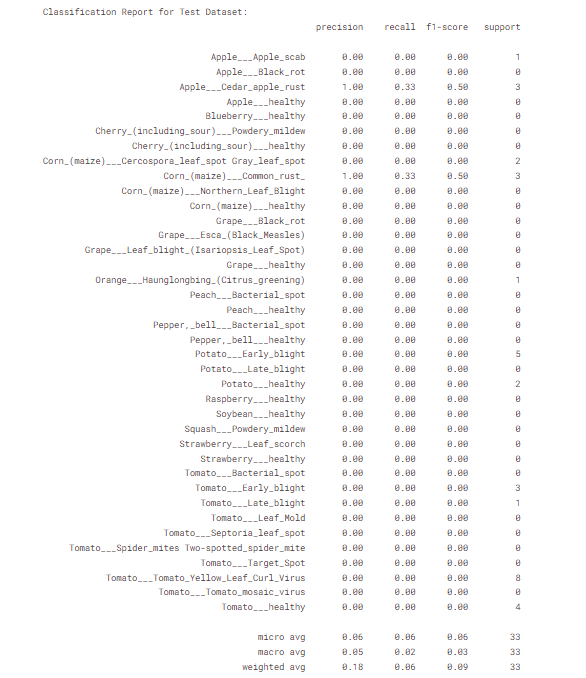 Classification Report for Test Dataset:
precision recall f1-score support
Apple___Apple_scab 0.00 0.00 0.00 1
Apple___Black_rot 0.00 0.00 0.00 0
Apple___Cedar_apple_rust 1.00 0.33 0.50 3
Apple___healthy 0.00 0.00 0.00 0
Blueberry___healthy 0.00 0.00 0.00 0
Cherry_(including_sour)___Powdery_mildew 0.00 0.00 0.00 0
Cherry_(including_sour)___healthy 0.00 0.00 0.00 0
Corn_(maize)___Cercospora_leaf_spot Gray_leaf_spot 0.00 0.00 0.00 2
Corn_(maize)___Common_rust_ 1.00 0.33 0.50 3
Corn_(maize)___Northern_Leaf_Blight 0.00 0.00 0.00 0
Corn_(maize)___healthy 0.00 0.00 0.00 0
Grape___Black_rot 0.00 0.00 0.00 0
Grape___Esca_(Black_Measles) 0.00 0.00 0.00 0
Grape___Leaf_blight_(Isariopsis_Leaf_Spot) 0.00 0.00 0.00 0
Grape___healthy 0.00 0.00 0.00 0
Orange___Haunglongbing_(Citrus_greening) 0.00 0.00 0.00 1
Peach___Bacterial_spot 0.00 0.00 0.00 0
Peach___healthy 0.00 0.00 0.00 0
Pepper,_bell___Bacterial_spot 0.00 0.00 0.00 0
Pepper,_bell___healthy 0.00 0.00 0.00 0
Potato___Early_blight 0.00 0.00 0.00 5
Potato___Late_blight 0.00 0.00 0.00 0
Potato___healthy 0.00 0.00 0.00 2
Raspberry___healthy 0.00 0.00 0.00 0
Soybean___healthy 0.00 0.00 0.00 0
Squash___Powdery_mildew 0.00 0.00 0.00 0
Strawberry___Leaf_scorch 0.00 0.00 0.00 0
Strawberry___healthy 0.00 0.00 0.00 0
Tomato___Bacterial_spot 0.00 0.00 0.00 0
Tomato___Early_blight 0.00 0.00 0.00 3
Tomato___Late_blight 0.00 0.00 0.00 1
Tomato___Leaf_Mold 0.00 0.00 0.00 0
Tomato___Septoria_leaf_spot 0.00 0.00 0.00 0
Tomato___Spider_mites Two-spotted_spider_mite 0.00 0.00 0.00 0
Tomato___Target_Spot 0.00 0.00 0.00 0
Tomato___Tomato_Yellow_Leaf_Curl_Virus 0.00 0.00 0.00 8
Tomato___Tomato_mosaic_virus 0.00 0.00 0.00 0
Tomato___healthy 0.00 0.00 0.00 4
micro avg 0.06 0.06 0.06 33
macro avg 0.05 0.02 0.03 33
weighted avg 0.18 0.06 0.09 33